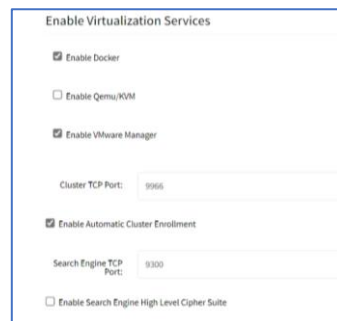 Enable Virtualization Services
Enable Docker
Enable Qemu/KVM
Enable VMware Manager
Cluster TCP Port: 9966
Enable Automatic Cluster Enrollment
Search Engine TCP
Port: 9300
Enable Search Engine High Level Cipher Suite